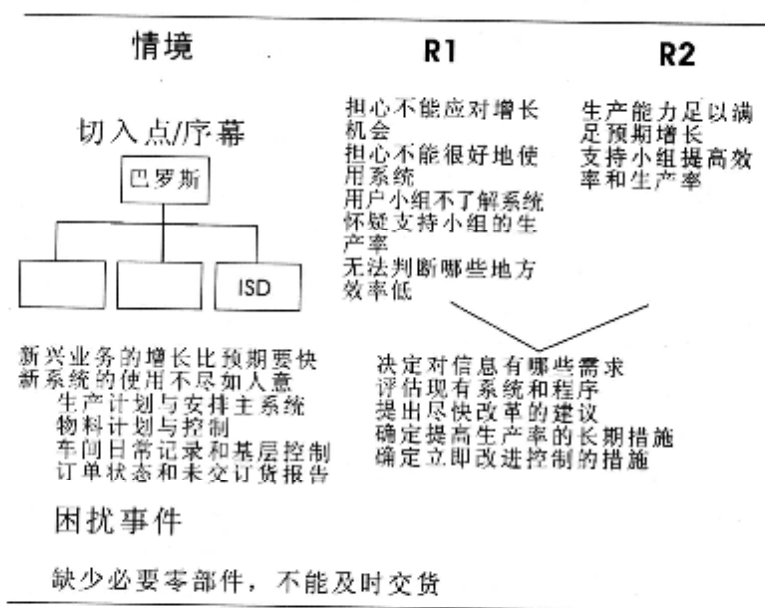 情境
R1
R2
切入点/序幕
巴罗斯
ISD
新兴业务的增长比预期要快
新系统的使用不尽如人意
生产计划与安排主系统
物料计划与控制
车间日常记录和基层控制
订单状态和未交订货报告
困扰事件
缺少必要零部件，不能及时交货
担心不能应对增长
机会
担心不能很好地使
用系统
用户小组不了解系统
怀疑支持小组的生
产率
无法判断哪些地方
效率低
生产能力足以满
足预期增长
支持小组提高效
率和生产率
决定对信息有哪些需求
评估现有系统和程序
提出尽快改革的建议
确定提高生产率的长期措施
确定立即改进控制的措施